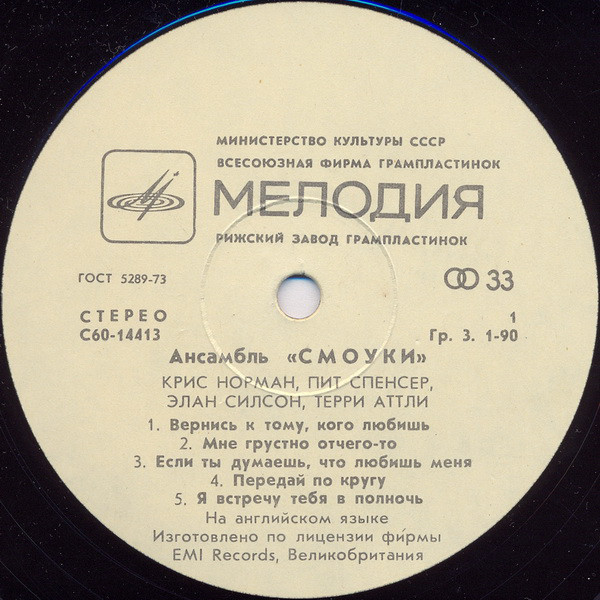 МИНИСТЕРСТВО КУЛЬТУРЫ СССР
ВСЕСОЮЗНАЯ ФИРМА ГРАМПЛАСТИНОК
МЕЛОДИЯ
РИЖСКИЙ ЗАВОД ГРАМПЛАСТИНОК
ГОСТ 5289-73
33
СТЕРЕО
1
С60-14413
Гр. 3. 1-90
Ансамбль «СМОУКИ»
КРИС НОРМАН, ПИТ СПЕНСЕР,
ЭЛАН СИЛСОН, ТЕРРИ АТТЛИ
1. Вернись к тому, кого любишь
2. Мне грустно отчего-то
3. Если ты думаешь, что любишь меня
4. Передай по кругу
5. Я встречу тебя в полночь
На английском языке
Изготовлено по лицензии фирмы
EMI Records, Великобритания